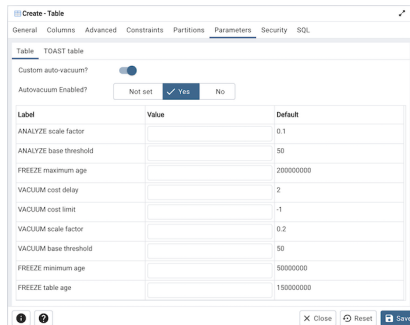 Create - Table
General Columns Advanced Constraints Partitions Parameters Security SQL
Table TOAST table
Custom auto-vacuum?
Autovacuum Enabled? Not set Yes No
Label Value Default
ANALYZE scale factor 0.1
ANALYZE base threshold 50
FREEZE maximum age 200000000
VACUUM cost delay 2
VACUUM cost limit -1
VACUUM scale factor 0.2
VACUUM base threshold 50
FREEZE minimum age 50000000
FREEZE table age 150000000
Close Reset Save